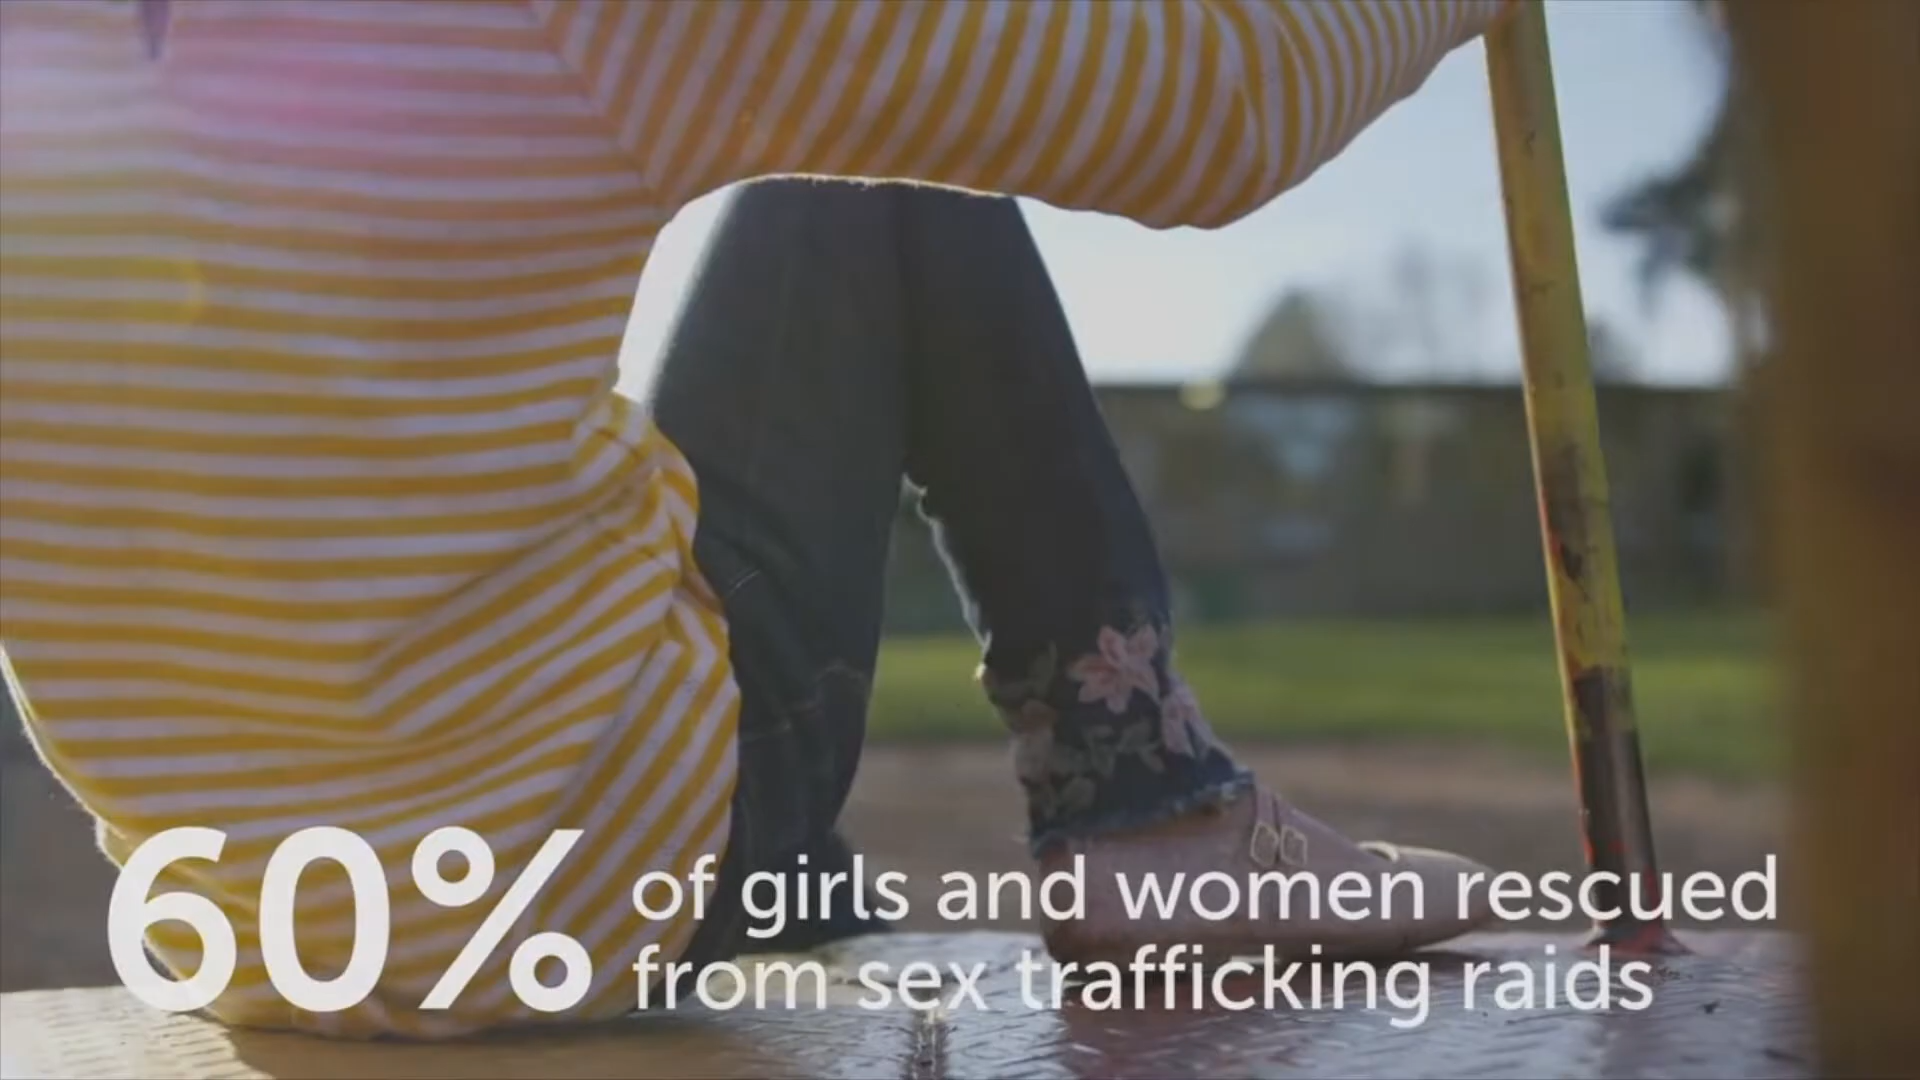 60% of girls and women rescued
from sex trafficking raids